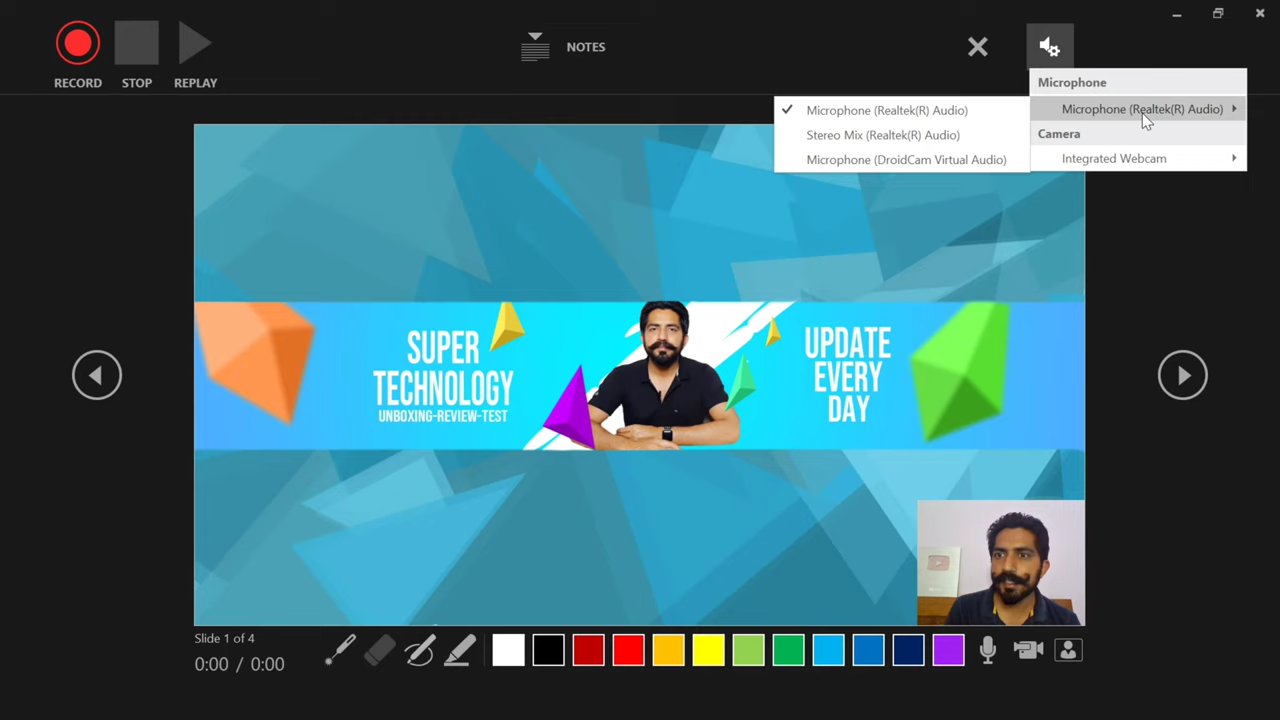 RECORD
STOP
REPLAY
NOTES
Microphone
Microphone (Realtek(R) Audio)
Camera
Integrated Webcam
Microphone (Realtek(R) Audio)
Stereo Mix (Realtek(R) Audio)
Microphone (DroidCam Virtual Audio)
SUPER
TECHNOLOGY
UNBOXING-REVIEW-TEST
UPDATE
EVERY
DAY
Slide 1 of 4
0:00 / 0:00